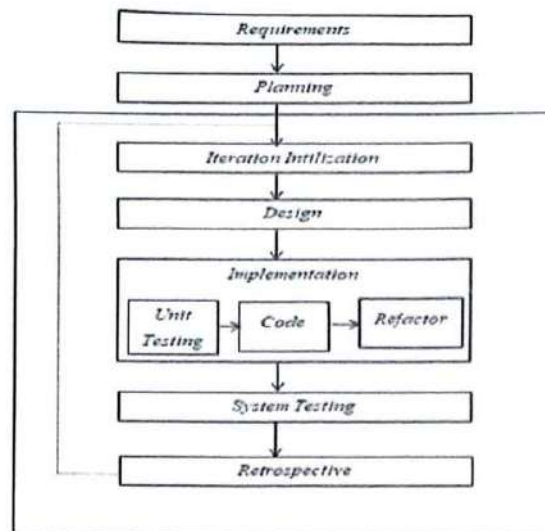 Requirements
Planning
Iteration Intilization
Design
Implementation
Unit
Testing
Code
Refactor
System Testing
Retrospective